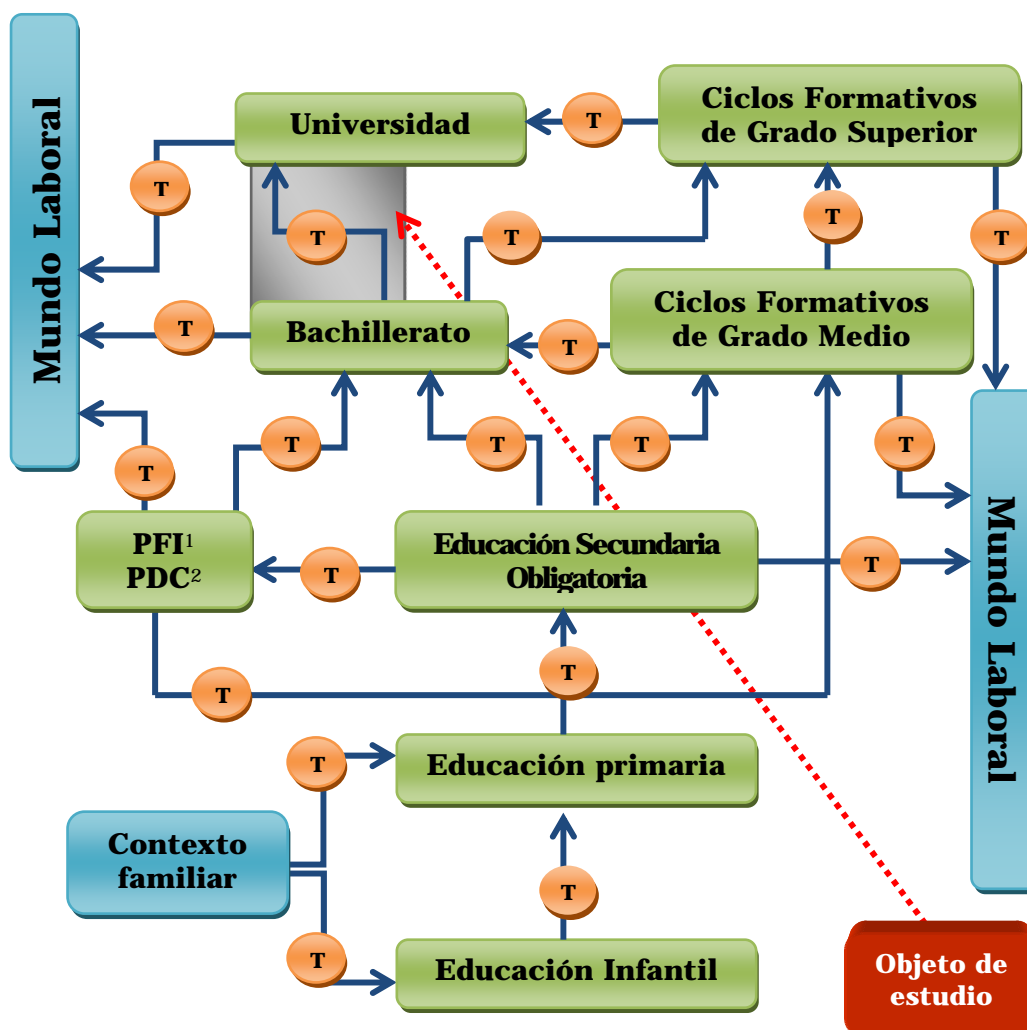 Mundo Laboral
Universidad
T
Ciclos Formativos
de Grado Superior
T
T
T
T
T
Bachillerato
T
Ciclos Formativos
de Grado Medio
T
T
T
T
T
T
PFI¹
PDC²
T
Educación Secundaria
Obligatoria
T
Mundo Laboral
T
T
T
Educación primaria
Contexto
familiar
T
T
Educación Infantil
Objeto de
estudio